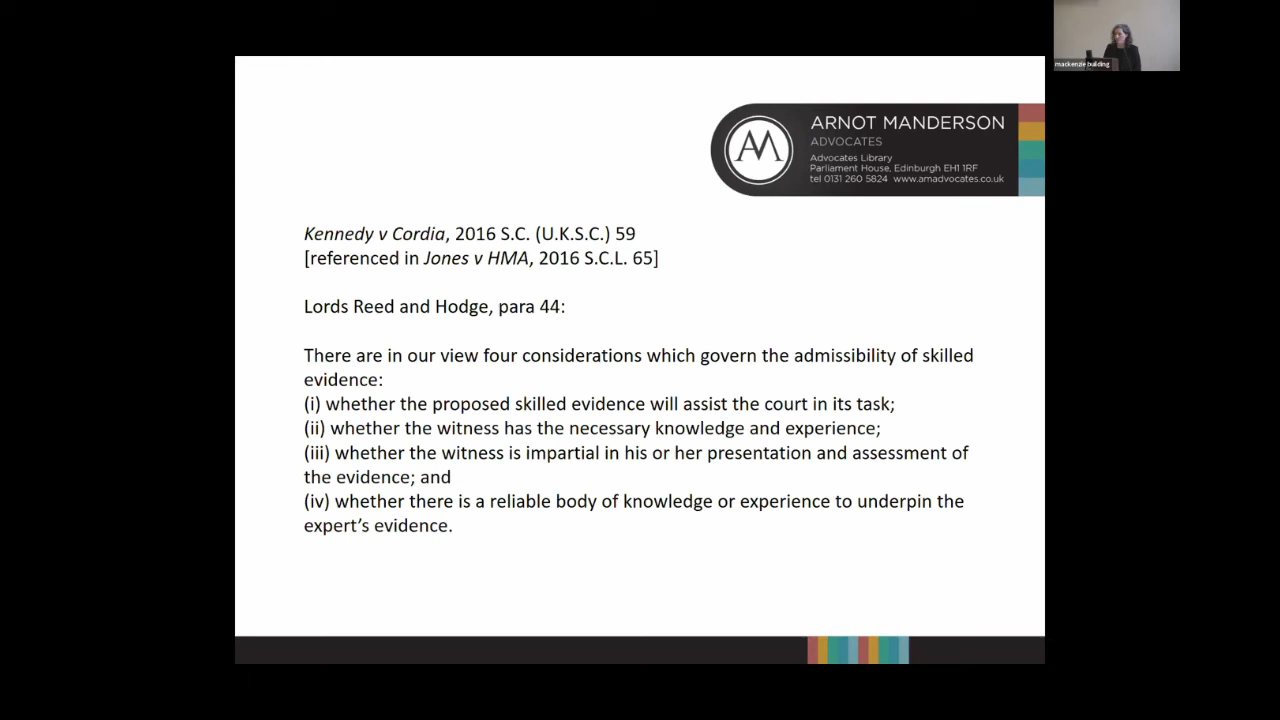 mackenzie building
AM
ARNOT MANDERSON
ADVOCATES
Advocates Library
Parliament House, Edinburgh EH1 1RF
tel 0131 260 5824 www.amadvocates.co.uk
Kennedy v Cordia, 2016 S.C. (U.K.S.C.) 59
[referenced in Jones v HMA, 2016 S.C.L. 65]
Lords Reed and Hodge, para 44:
There are in our view four considerations which govern the admissibility of skilled
evidence:
(i) whether the proposed skilled evidence will assist the court in its task;
(ii) whether the witness has the necessary knowledge and experience;
(iii) whether the witness is impartial in his or her presentation and assessment of
the evidence; and
(iv) whether there is a reliable body of knowledge or experience to underpin the
expert’s evidence.